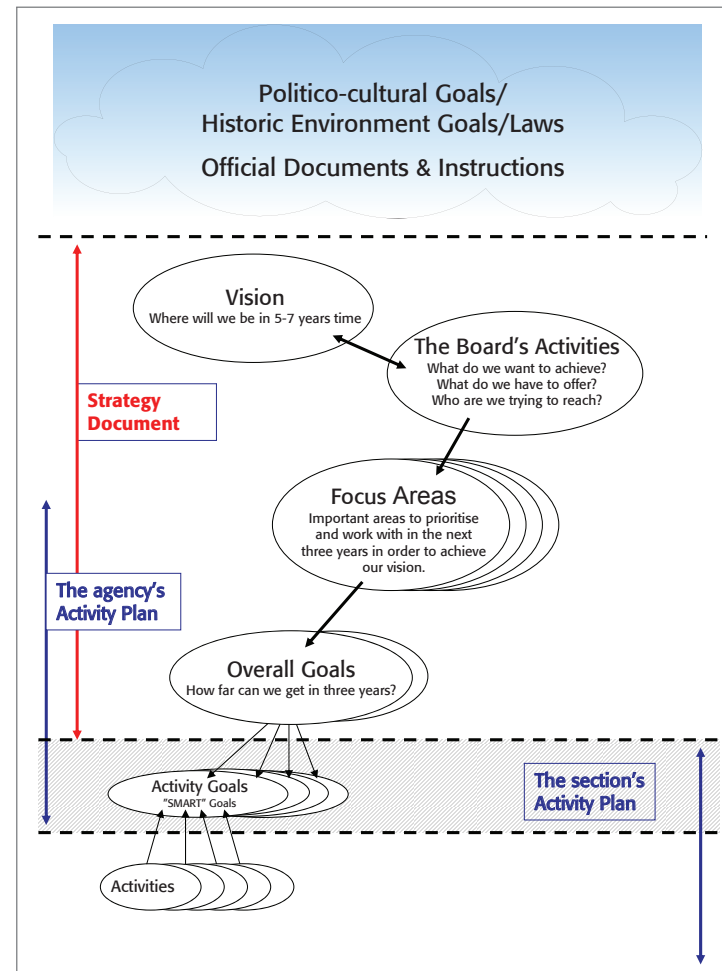 Politico-cultural Goals/
Historic Environment Goals/Laws
Official Documents & Instructions
Vision
Where will we be in 5-7 years time
The Board's Activities
What do we want to achieve?
What do we have to offer?
Who are we trying to reach?
Strategy
Document
Focus Areas
Important areas to prioritise
and work with in the next
three years in order to achieve
our vision.
The agency's
Activity Plan
Overall Goals
How far can we get in three years?
The section's
Activity Plan
Activity Goals
"SMART" Goals
Activities